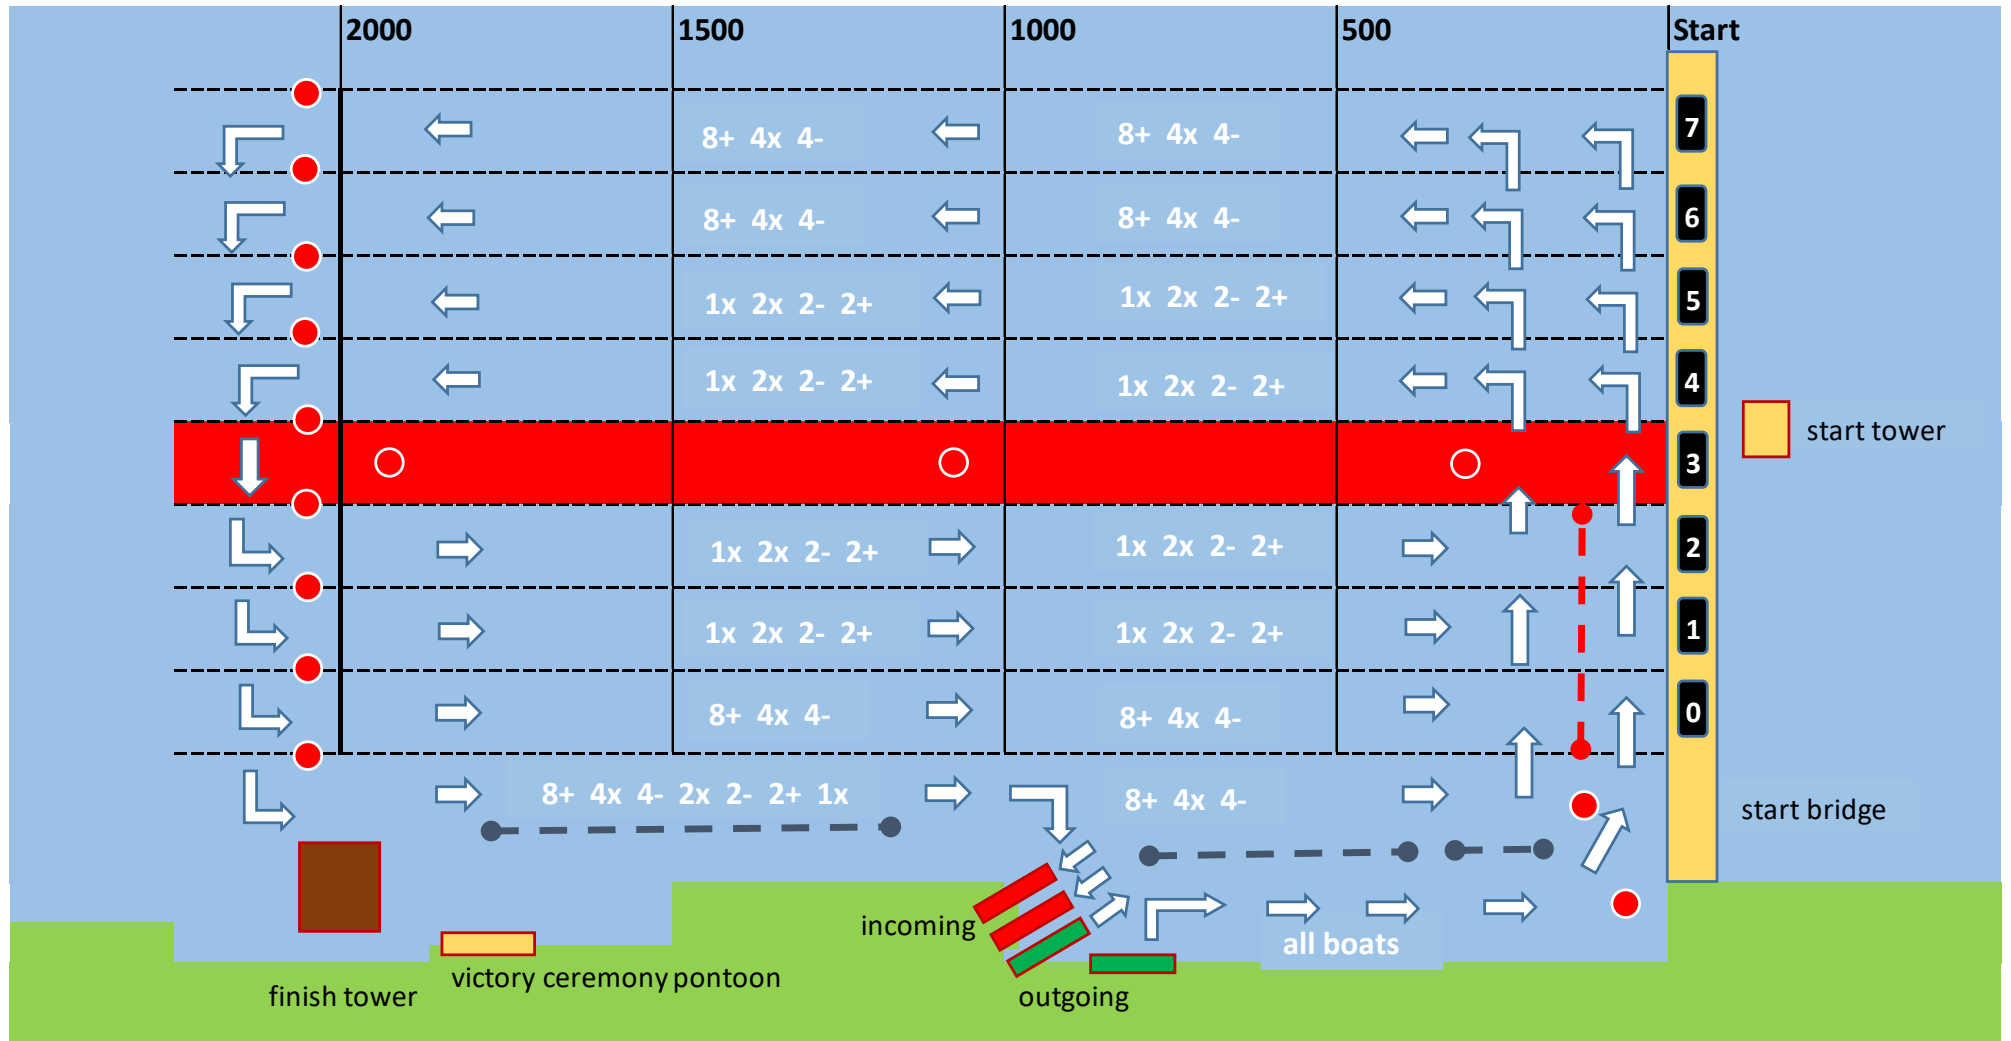 2000 1500 1000 500 Start
8+ 4x 4- 8+ 4x 4- 7
8+ 4x 4- 8+ 4x 4- 6
1x 2x 2- 2+ 1x 2x 2- 2+ 5
1x 2x 2- 2+ 1x 2x 2- 2+ 4
start tower
3
1x 2x 2- 2+ 1x 2x 2- 2+ 2
1x 2x 2- 2+ 1x 2x 2- 2+ 1
8+ 4x 4- 8+ 4x 4- 0
8+ 4x 4- 2x 2- 2+ 1x 8+ 4x 4-
start bridge
incoming
all boats
victory ceremony pontoon
finish tower
outgoing